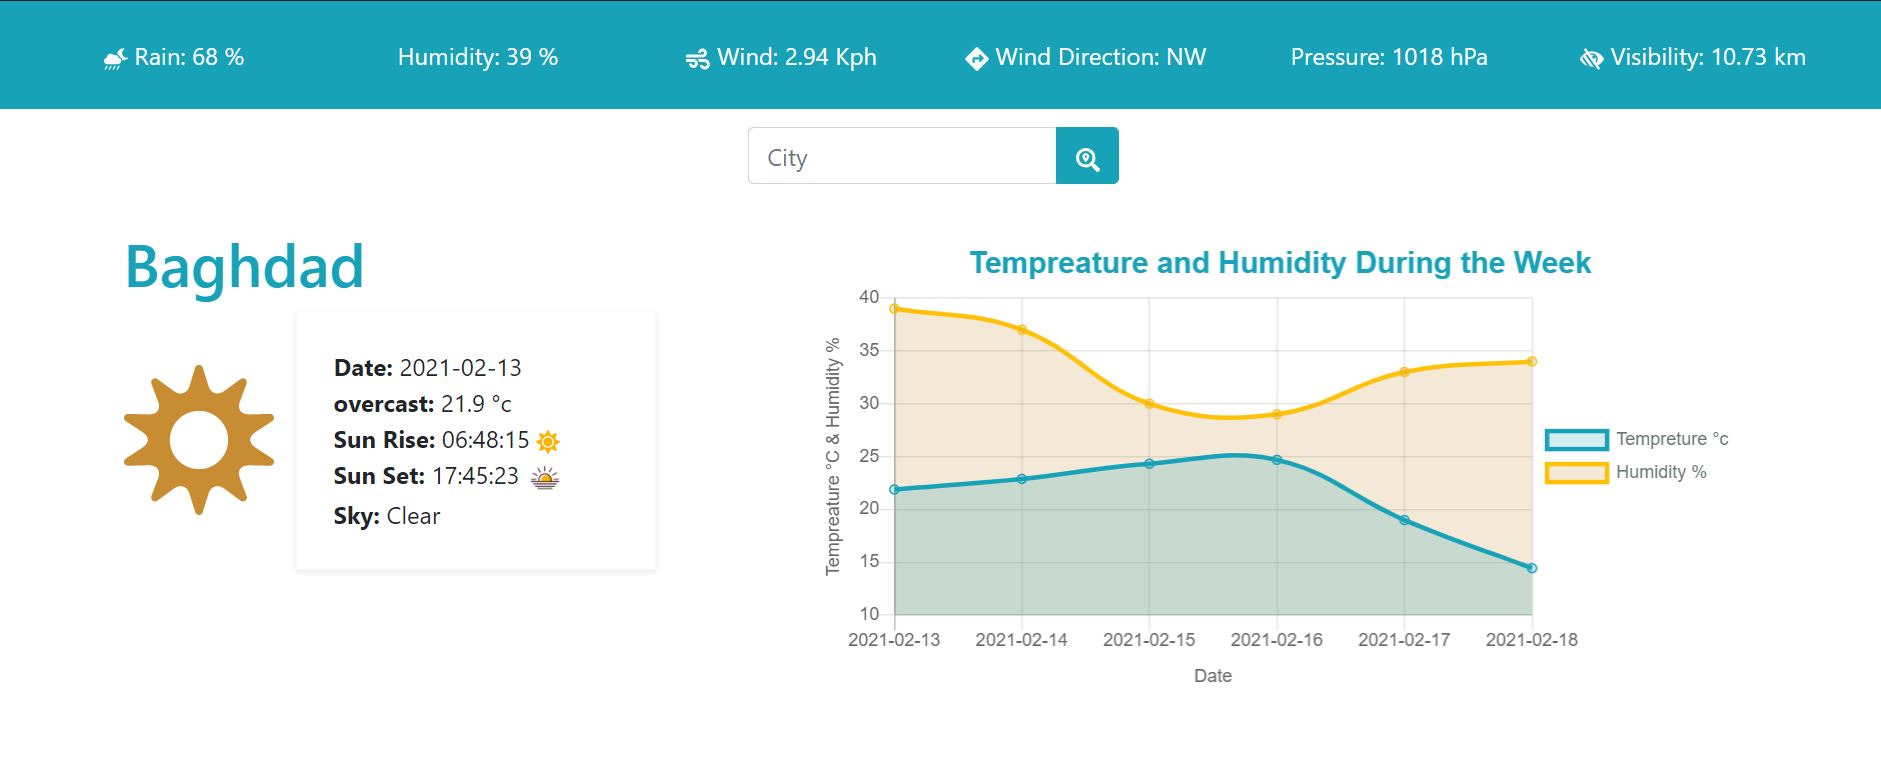 Rain: 68 % Humidity: 39 % Wind: 2.94 Kph Wind Direction: NW Pressure: 1018 hPa Visibility: 10.73 km
City
Baghdad
Date: 2021-02-13
overcast: 21.9 °c
Sun Rise: 06:48:15
Sun Set: 17:45:23
Sky: Clear
Tempreature and Humidity During the Week
Tempreature °C & Humidity %
40
35
30
25
20
15
10
2021-02-13 2021-02-14 2021-02-15 2021-02-16 2021-02-17 2021-02-18
Date
Tempreture °c
Humidity %